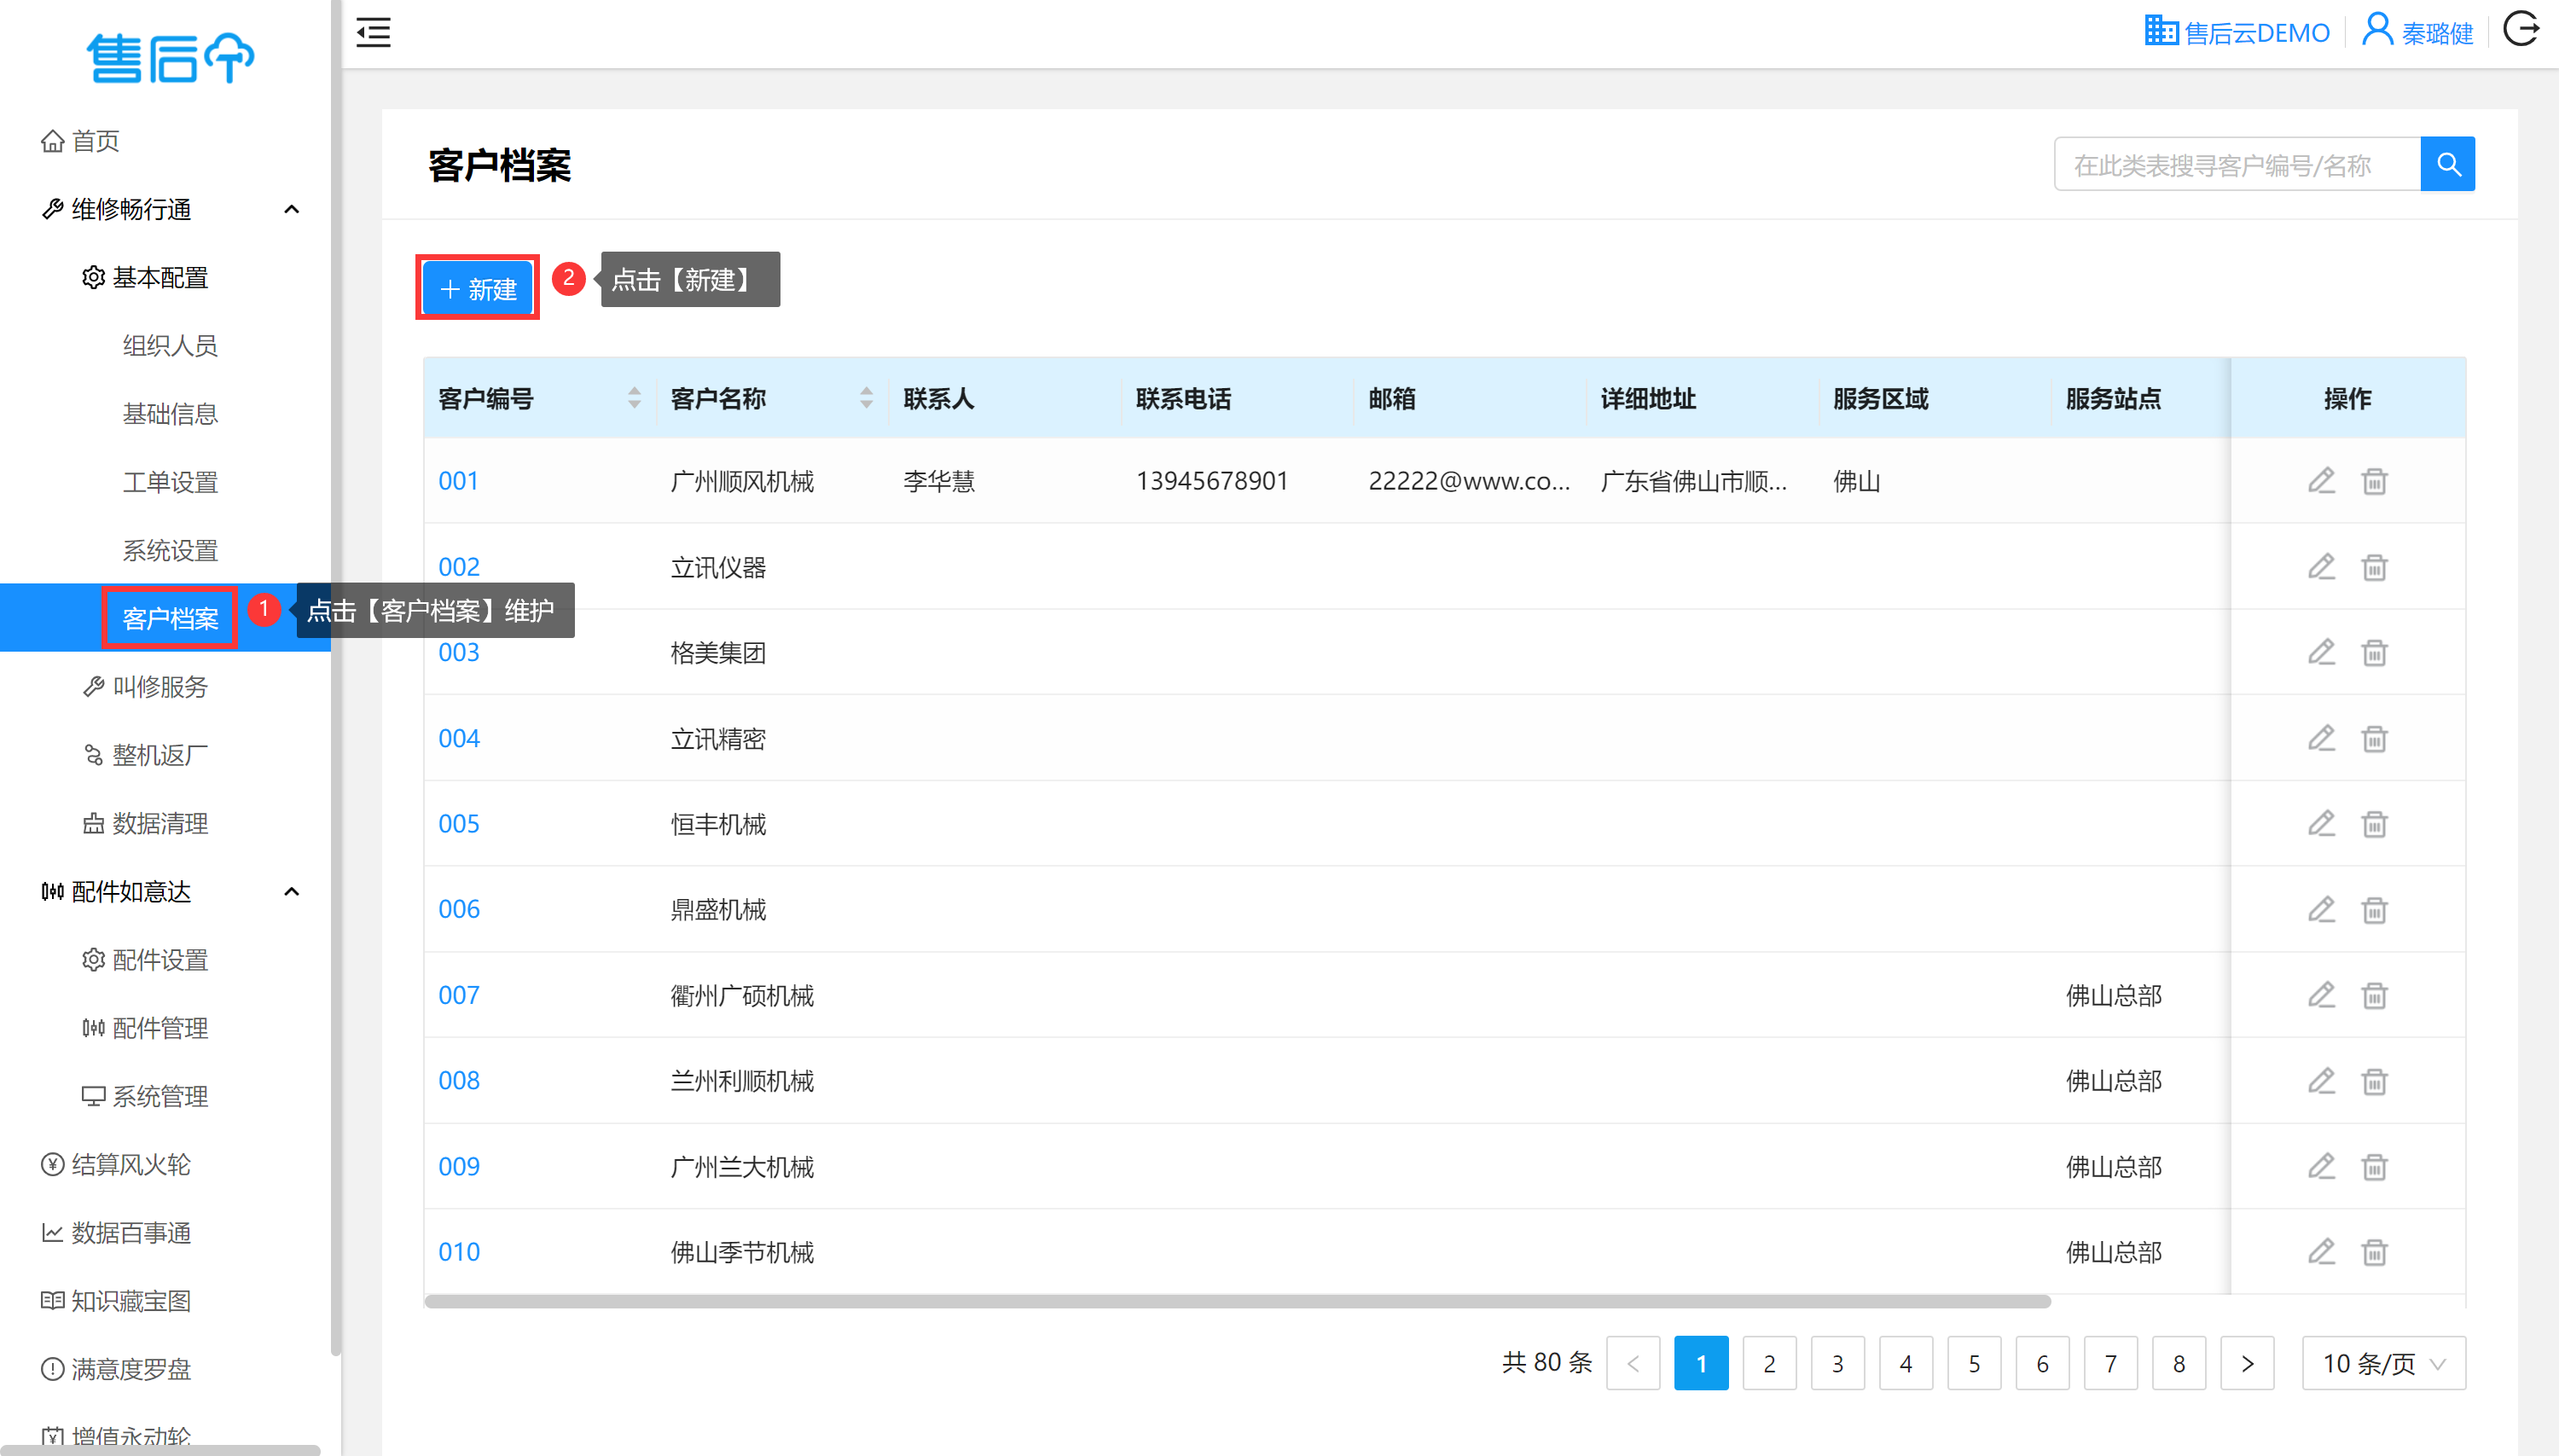 售后云
首页
维修畅行通
基本配置
组织人员
基础信息
工单设置
系统设置
客户档案
1
点击【客户档案】维护
叫修服务
整机返厂
数据清理
配件如意达
配件设置
配件管理
系统管理
结算风火轮
数据百事通
知识藏宝图
满意度罗盘
增值永动轮
售后云DEMO
秦璐健
客户档案
在此类表搜寻客户编号/名称
新建
2
点击【新建】
客户编号 客户名称 联系人 联系电话 邮箱 详细地址 服务区域 服务站点 操作
001 广州顺风机械 李华慧 13945678901 22222@www.co... 广东省佛山市顺... 佛山
002 立讯仪器
003 格美集团
004 立讯精密
005 恒丰机械
006 鼎盛机械
007 衢州广硕机械 佛山总部
008 兰州利顺机械 佛山总部
009 广州兰大机械 佛山总部
010 佛山季节机械 佛山总部
共 80 条 < 1 2 3 4 5 6 7 8 > 10 条/页